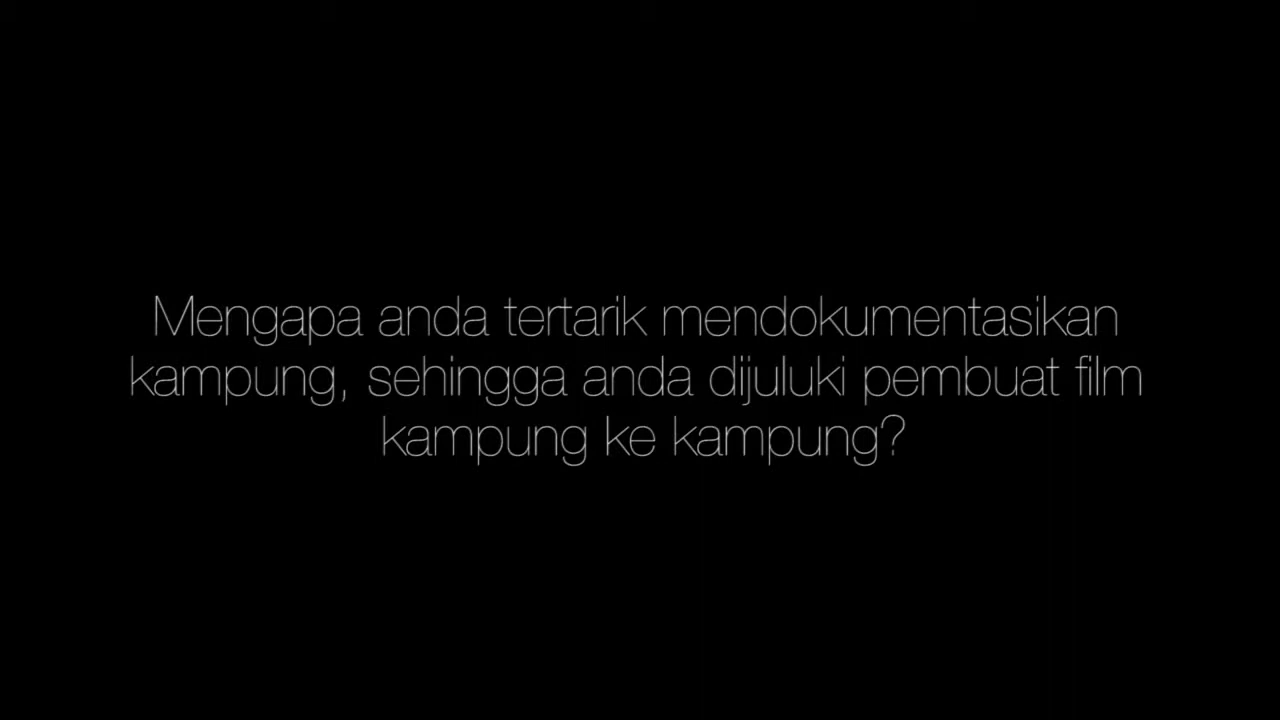 Mengapa anda tertarik mendokumentasikan
kampung, sehingga anda dijuluki pembuat film
kampung ke kampung?